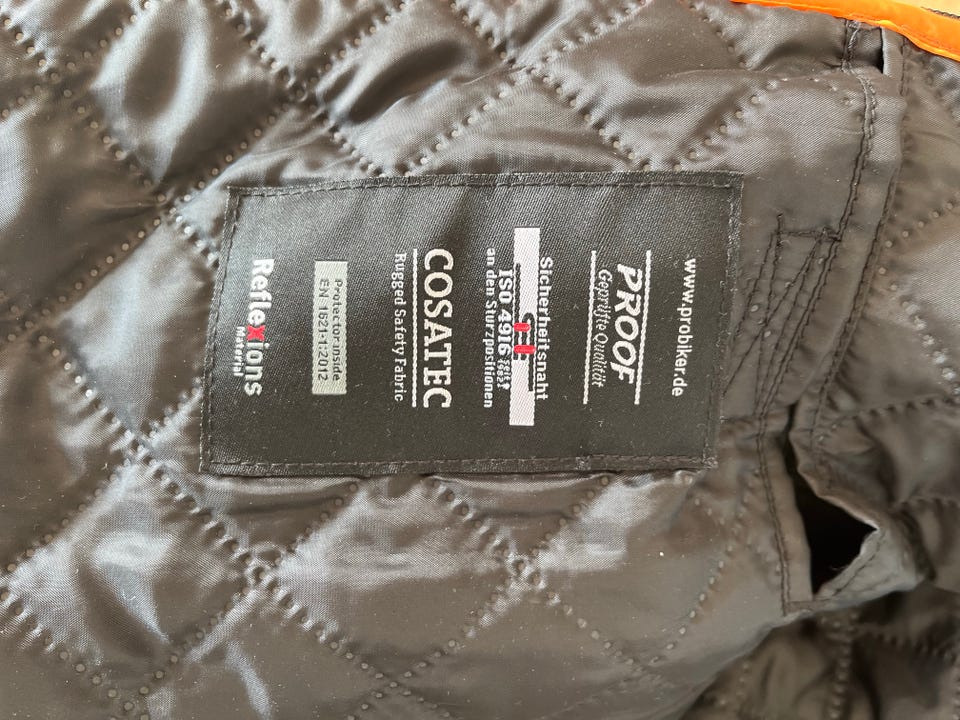 www.probiker.de
PROOF
Geprüfte Qualität
Sicherheitsnaht
ISO 4916
an den Sturzpositionen
COSATEC
Rugged Safety Fabric
Protector inside
EN 1621-1:2012
Reflexions
Material